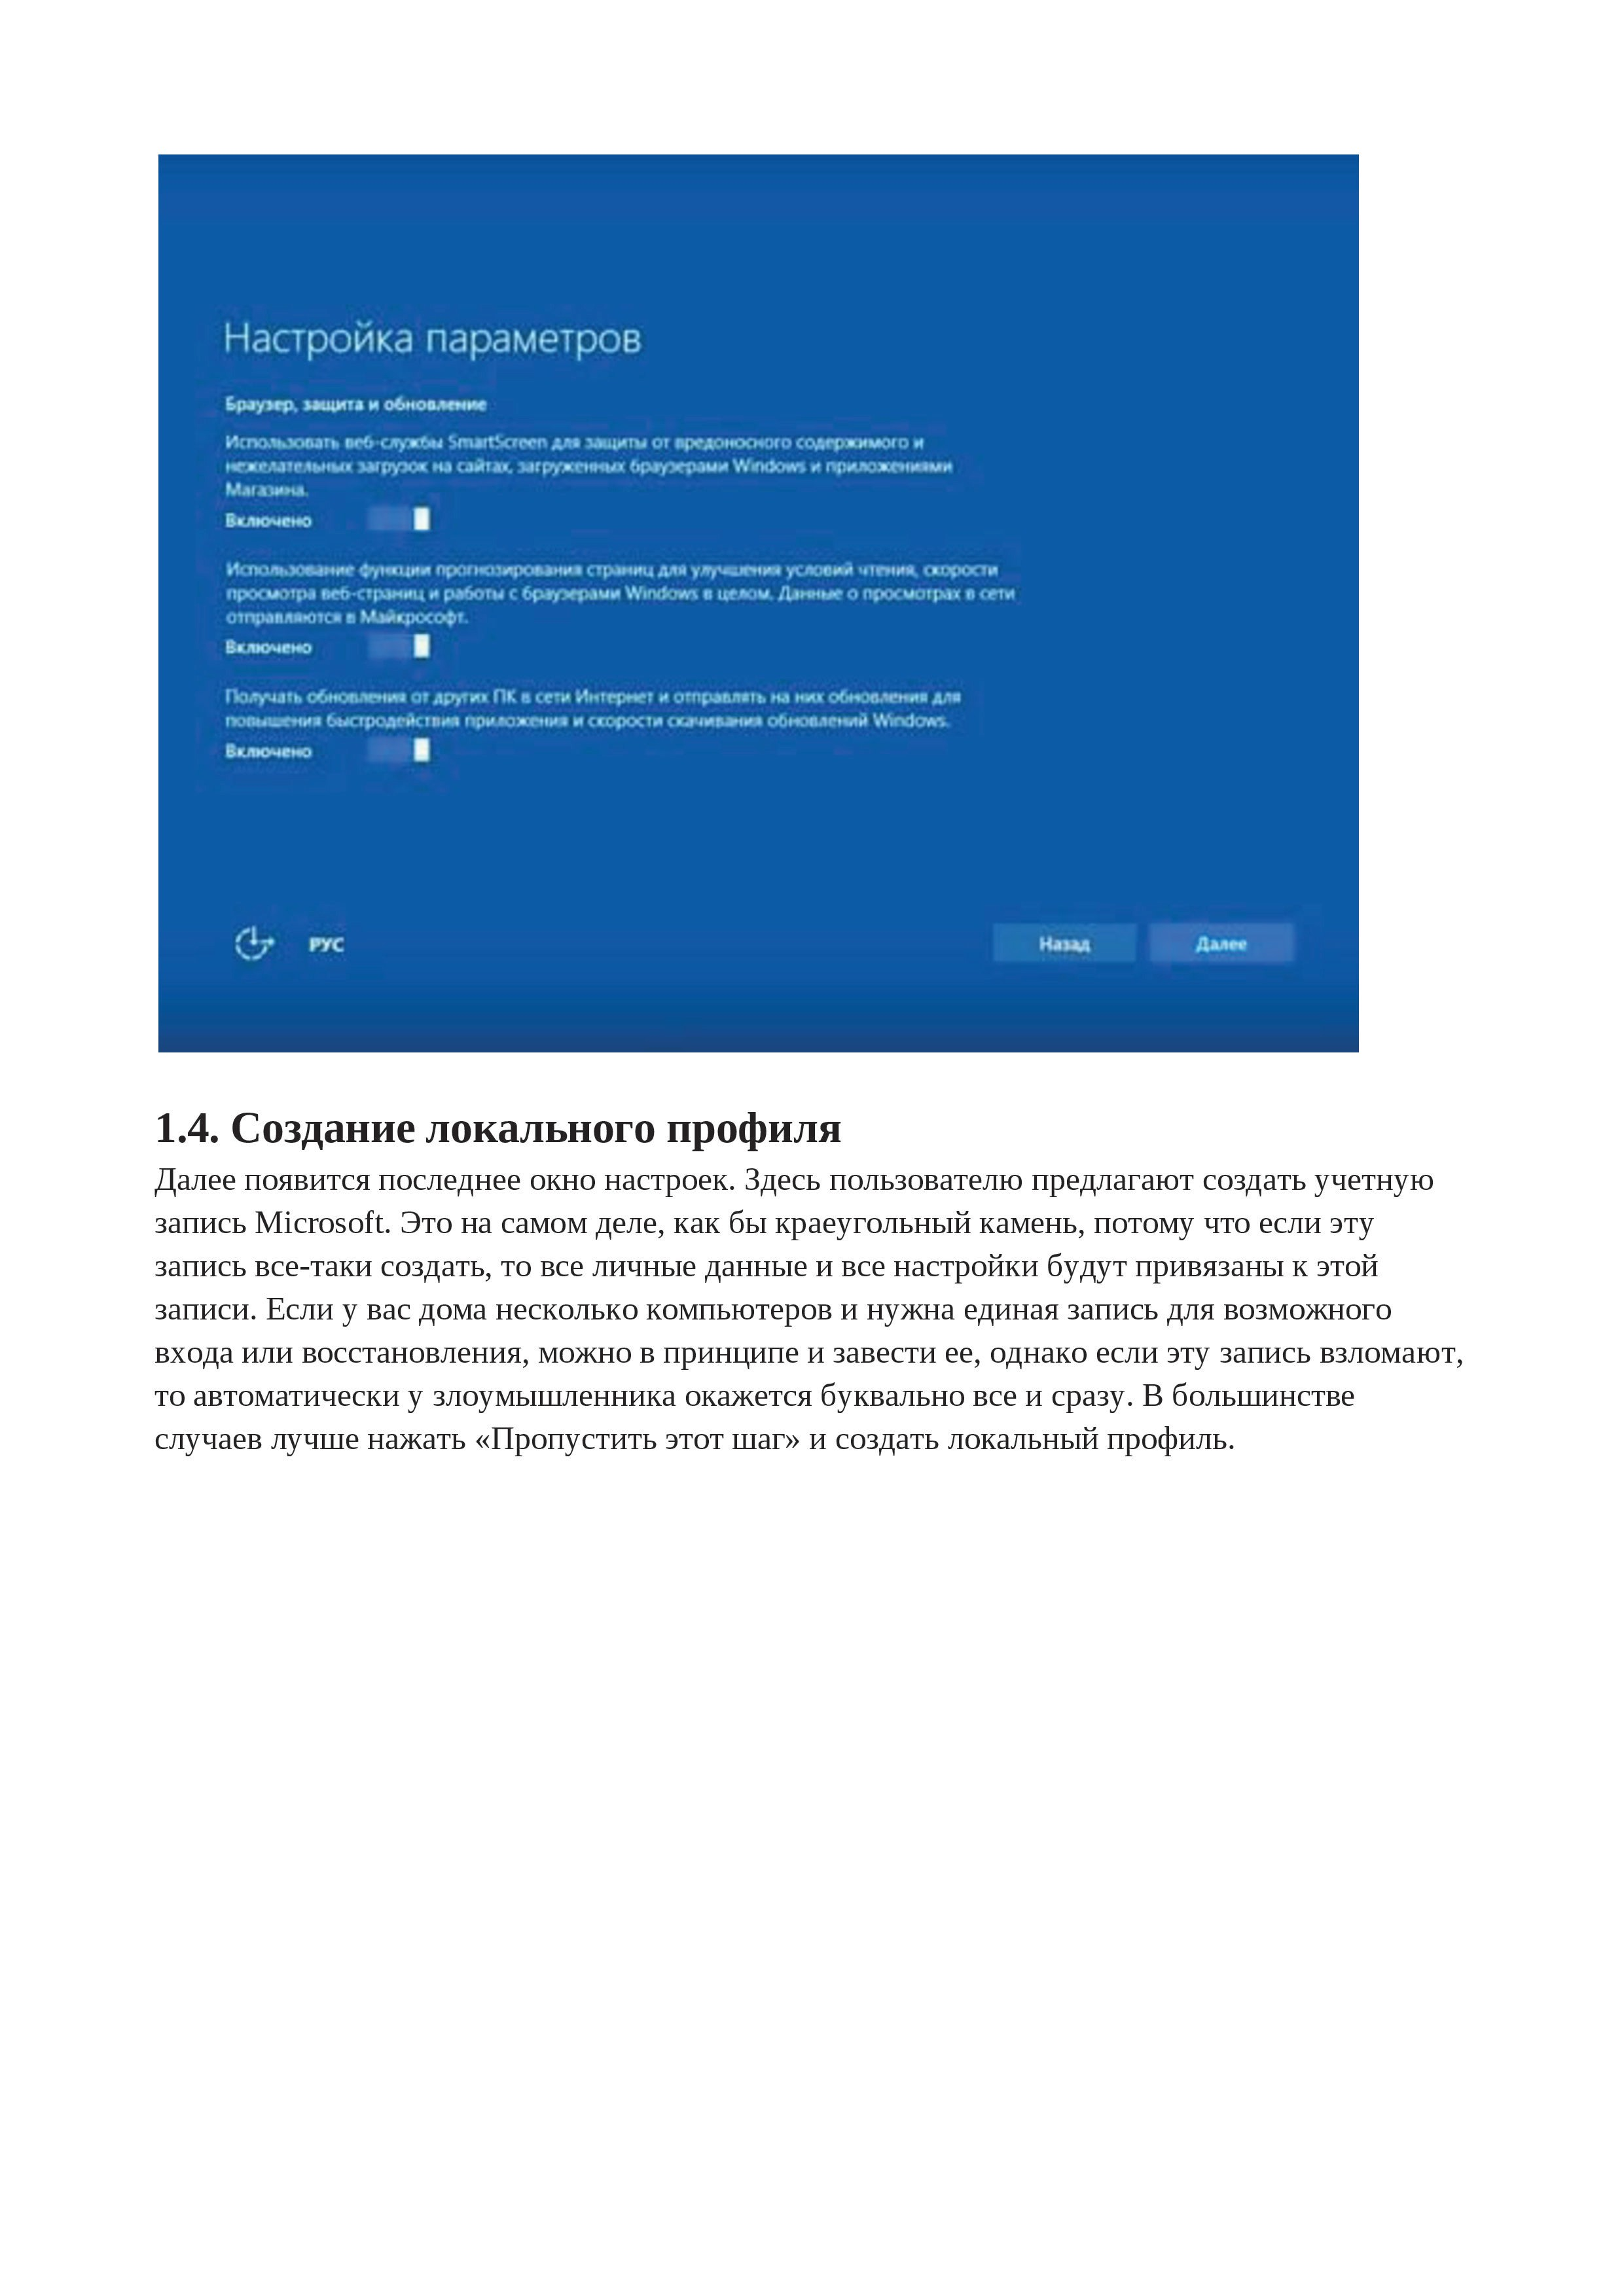 Настройка параметров
Браузер, защита и обновление
Использовать веб-службы SmartScreen для защиты от вредоносного содержимого и
нежелательных загрузок на сайтах, загруженных браузерами Windows и приложениями
Магазина.
Включено
Использование функции прогнозирования страниц для улучшения условий чтения, скорости
просмотра веб-страниц и работы с браузерами Windows в целом. Данные о просмотрах в сети
отправляются в Майкрософт.
Включено
Получать обновления от других ПК в сети Интернет и отправлять на них обновления для
повышения быстродействия приложения и скорости скачивания обновлений Windows.
Включено
РУС
Назад
Далее
1.4. Создание локального профиля
Далее появится последнее окно настроек. Здесь пользователю предлагают создать учетную
запись Microsoft. Это на самом деле, как бы краеугольный камень, потому что если эту
запись все-таки создать, то все личные данные и все настройки будут привязаны к этой
записи. Если у вас дома несколько компьютеров и нужна единая запись для возможного
входа или восстановления, можно в принципе и завести ее, однако если эту запись взломают,
то автоматически у злоумышленника окажется буквально все и сразу. В большинстве
случаев лучше нажать «Пропустить этот шаг» и создать локальный профиль.